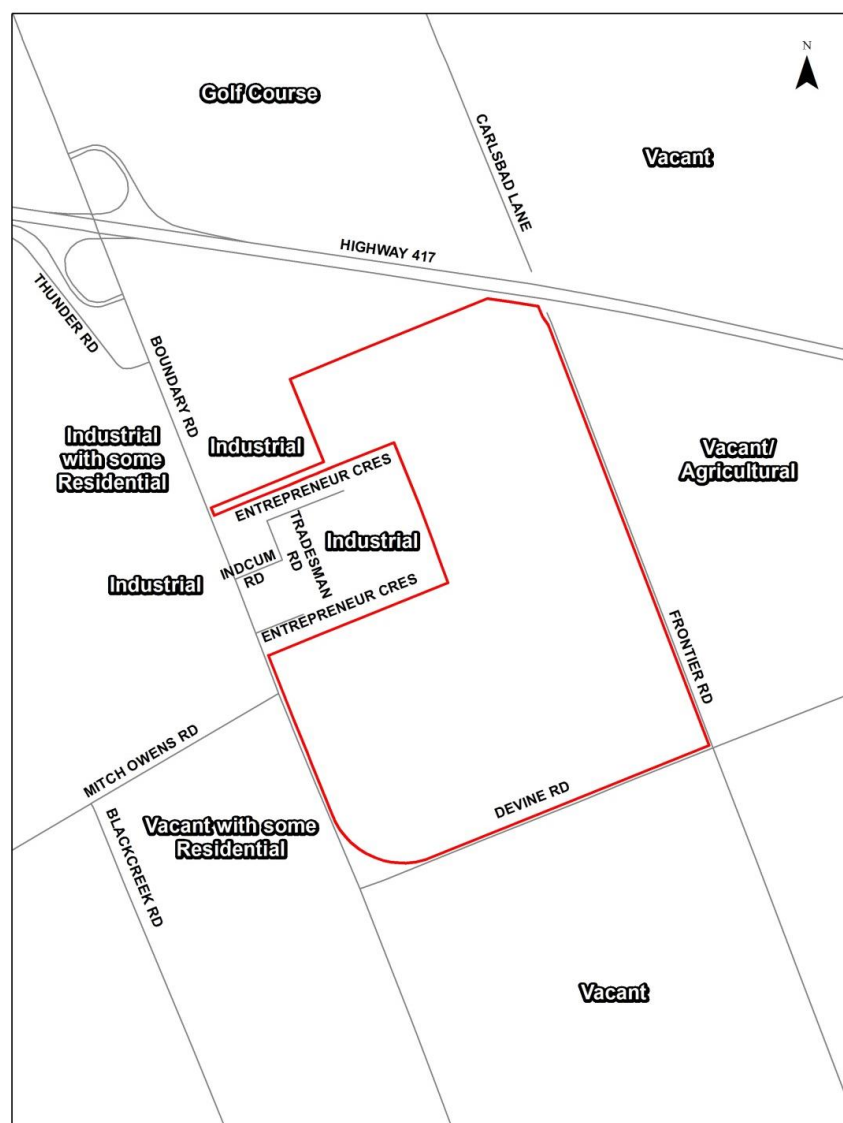 N
Golf Course
CARLSBAD LANE
Vacant
HIGHWAY 417
THUNDER RD
BOUNDARY RD
Industrial
with some
Residential
Industrial
Vacant/
Agricultural
ENTREPRENEUR CRES
TRADESMAN
RD
Industrial
INDCUM
RD
Industrial
ENTREPRENEUR CRES
FRONTIER RD
MITCH OWENS RD
DEVINE RD
BLACKCREEK RD
Vacant with some
Residential
Vacant